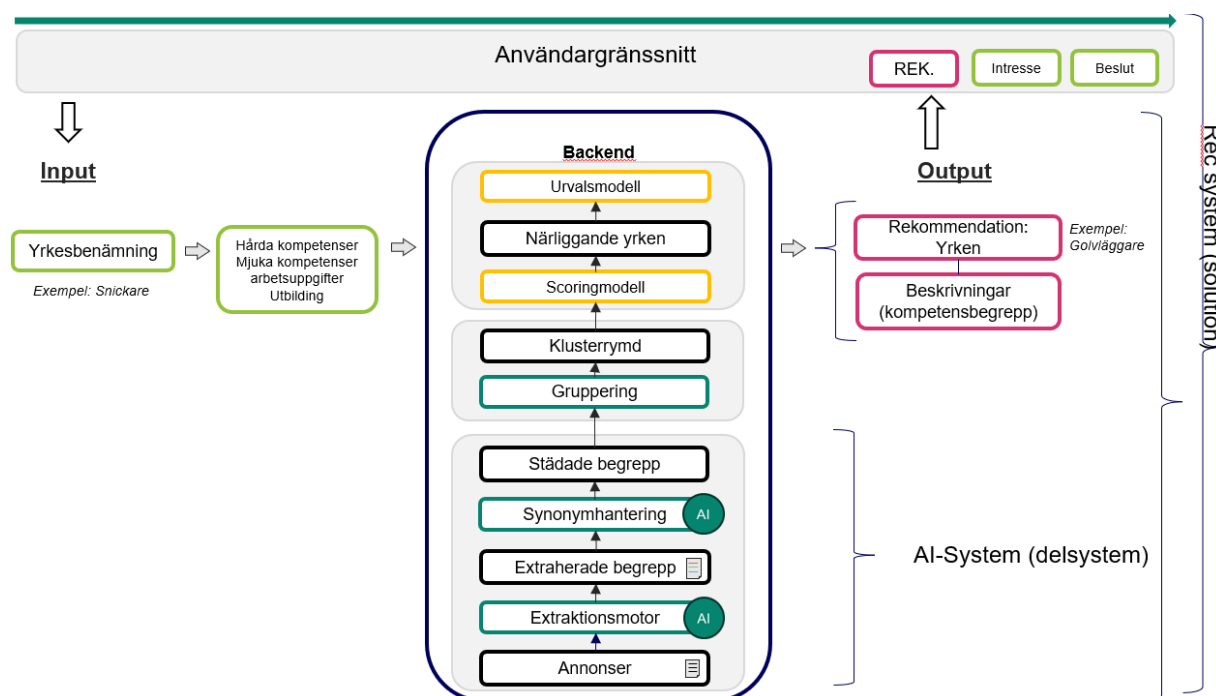 Användargränssnitt
REK.
Intresse
Beslut
Input
Backend
Output
Urvalsmodell
Yrkesbenämning
Exempel: Snickare
Hårda kompetenser
Mjuka kompetenser
arbetsuppgifter
Utbilding
Närliggande yrken
Scoringmodell
Rekommendation:
Yrken
Exempel:
Golvläggare
Beskrivningar
(kompetensbegrepp)
Klusterrymd
Gruppering
Städade begrepp
Synonymhantering
AI
Extraherade begrepp
Extraktionsmotor
AI
Annonser
AI-System (delsystem)
Rec system (solution)